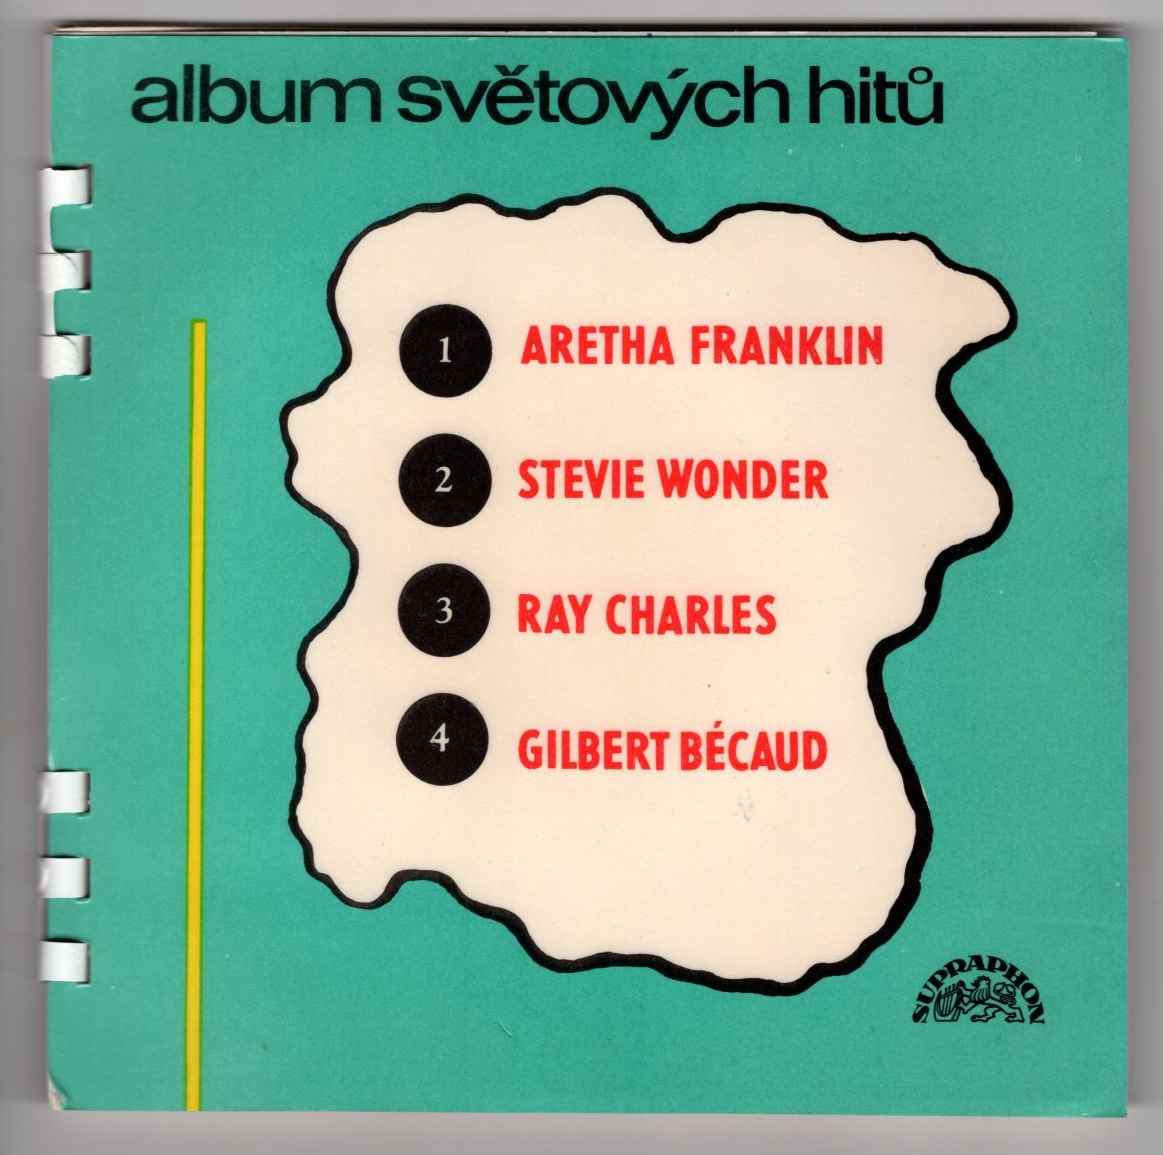 album světových hitů
1 ARETHA FRANKLIN
2 STEVIE WONDER
3 RAY CHARLES
4 GILBERT BÉCAUD
SUPRAPHON